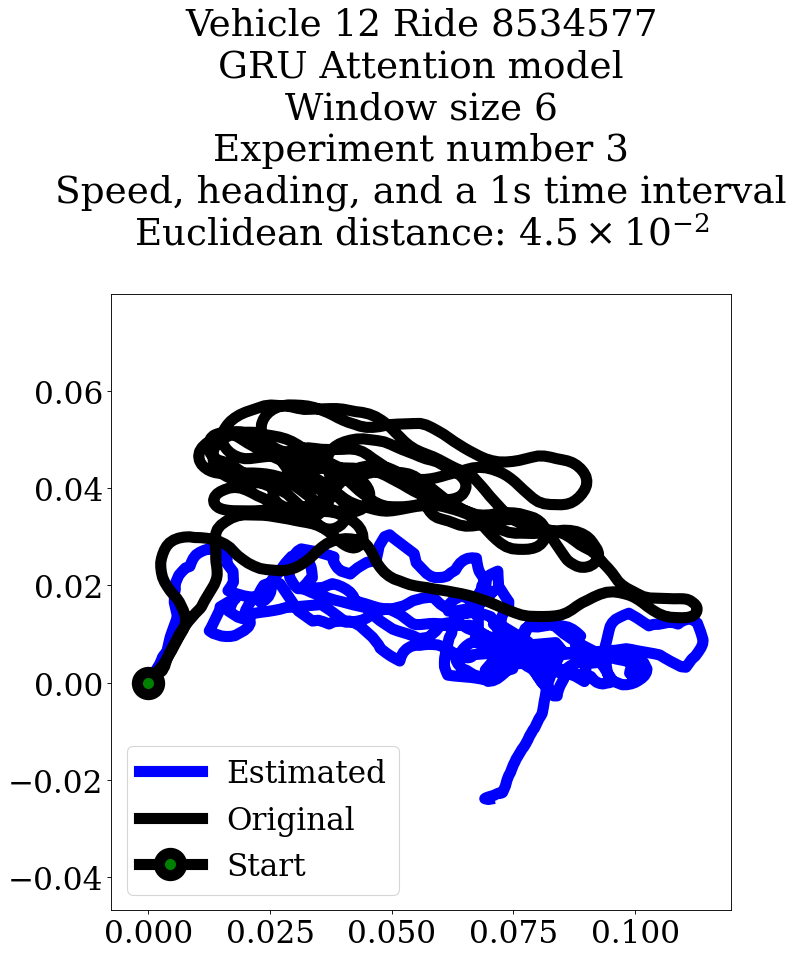 Vehicle 12 Ride 8534577
GRU Attention model
Window size 6
Experiment number 3
Speed, heading, and a 1s time interval
Euclidean distance: 4.5 × 10⁻²
0.06
0.04
0.02
0.00
−0.02
−0.04
Estimated
Original
Start
0.000 0.025 0.050 0.075 0.100